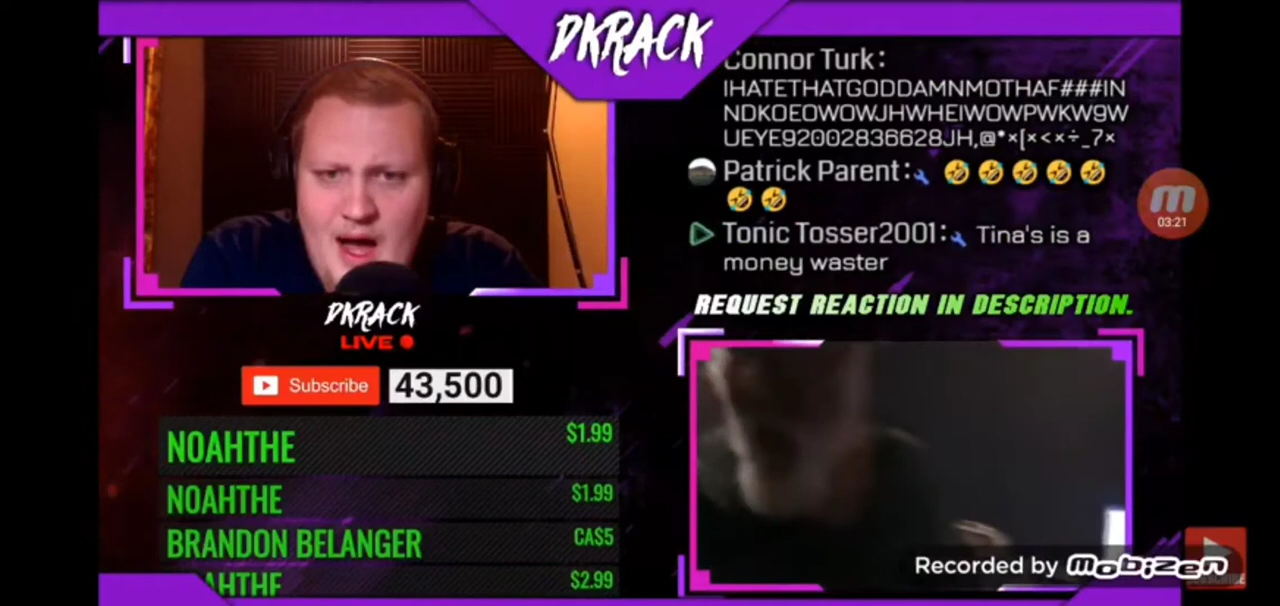 DKRACK
Connor Turk:
IHATETHATGODDAMNMOTHAF###IN
NDKOEOWOWJHWHEIWOWPWKW9W
UEYE92002836628JH,@*×[×<×÷_7×
Patrick Parent: 🤣🤣🤣🤣🤣
🤣🤣
Tonic Tosser2001: Tina's is a
money waster
REQUEST REACTION IN DESCRIPTION.
DKRACK
LIVE
Subscribe 43,500
NOAHTHE $1.99
NOAHTHE $1.99
BRANDON BELANGER CA$5
AHTHE $2.99
03:21
Recorded by mobizen
SUBSCRIBE